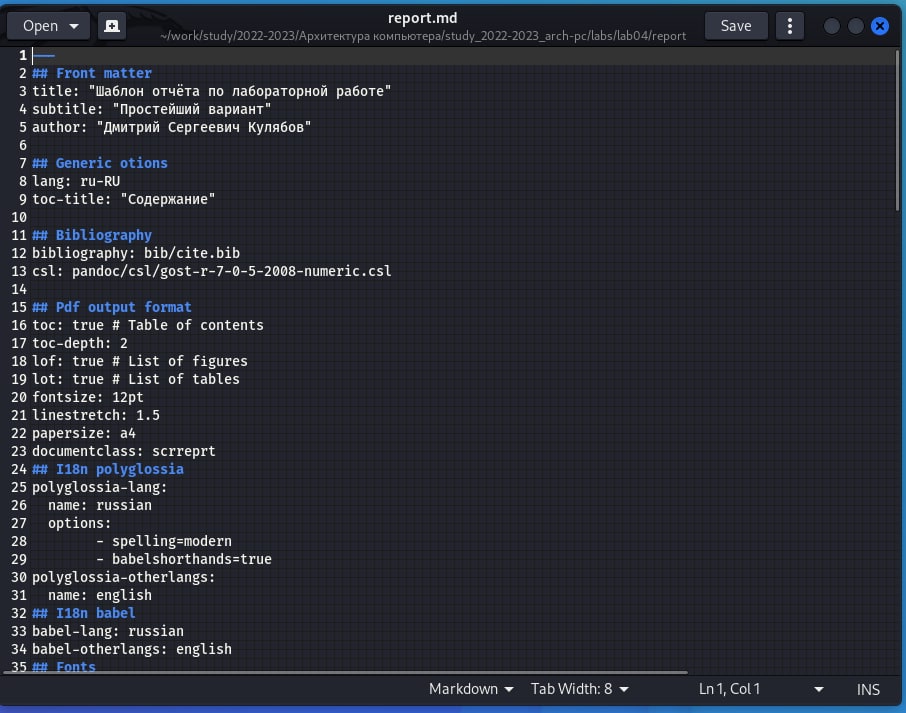 Open
report.md
~/work/study/2022-2023/Архитектура компьютера/study_2022-2023_arch-pc/labs/lab04/report
Save
1 ---
2 ## Front matter
3 title: "Шаблон отчёта по лабораторной работе"
4 subtitle: "Простейший вариант"
5 author: "Дмитрий Сергеевич Кулябов"
6
7 ## Generic otions
8 lang: ru-RU
9 toc-title: "Содержание"
10
11 ## Bibliography
12 bibliography: bib/cite.bib
13 csl: pandoc/csl/gost-r-7-0-5-2008-numeric.csl
14
15 ## Pdf output format
16 toc: true # Table of contents
17 toc-depth: 2
18 lof: true # List of figures
19 lot: true # List of tables
20 fontsize: 12pt
21 linestretch: 1.5
22 papersize: a4
23 documentclass: scrreprt
24 ## I18n polyglossia
25 polyglossia-lang:
26   name: russian
27   options:
28         - spelling=modern
29         - babelshorthands=true
30 polyglossia-otherlangs:
31   name: english
32 ## I18n babel
33 babel-lang: russian
34 babel-otherlangs: english
35 ## Fonts
Markdown Tab Width: 8 Ln 1, Col 1 INS